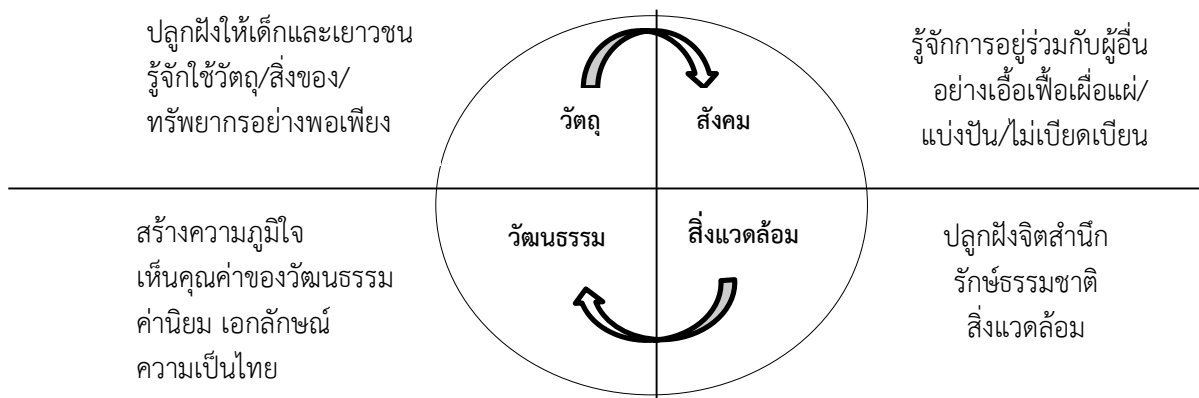 ปลูกฝังให้เด็กและเยาวชน
รู้จักใช้วัตถุ/สิ่งของ/
ทรัพยากรอย่างพอเพียง
วัตถุ
สังคม
รู้จักการอยู่ร่วมกับผู้อื่น
อย่างเอื้อเฟื้อเผื่อแผ่/
แบ่งปัน/ไม่เบียดเบียน
สร้างความภูมิใจ
เห็นคุณค่าของวัฒนธรรม
ค่านิยม เอกลักษณ์
ความเป็นไทย
วัฒนธรรม
สิ่งแวดล้อม
ปลูกฝังจิตสำนึก
รักษ์ธรรมชาติ
สิ่งแวดล้อม